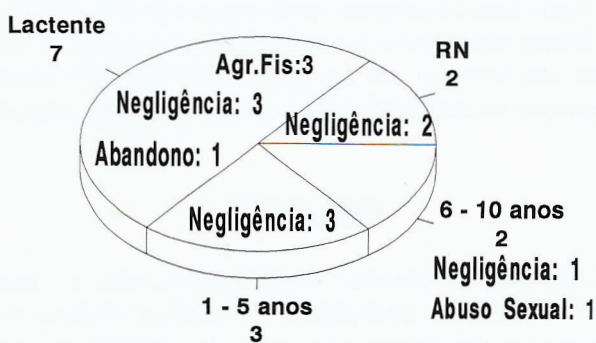 Lactente
7
Agr.Fis:3
Negligência: 3
Abandono: 1
RN
2
Negligência: 2
6 - 10 anos
2
Negligência: 1
Abuso Sexual: 1
Negligência: 3
1 - 5 anos
3